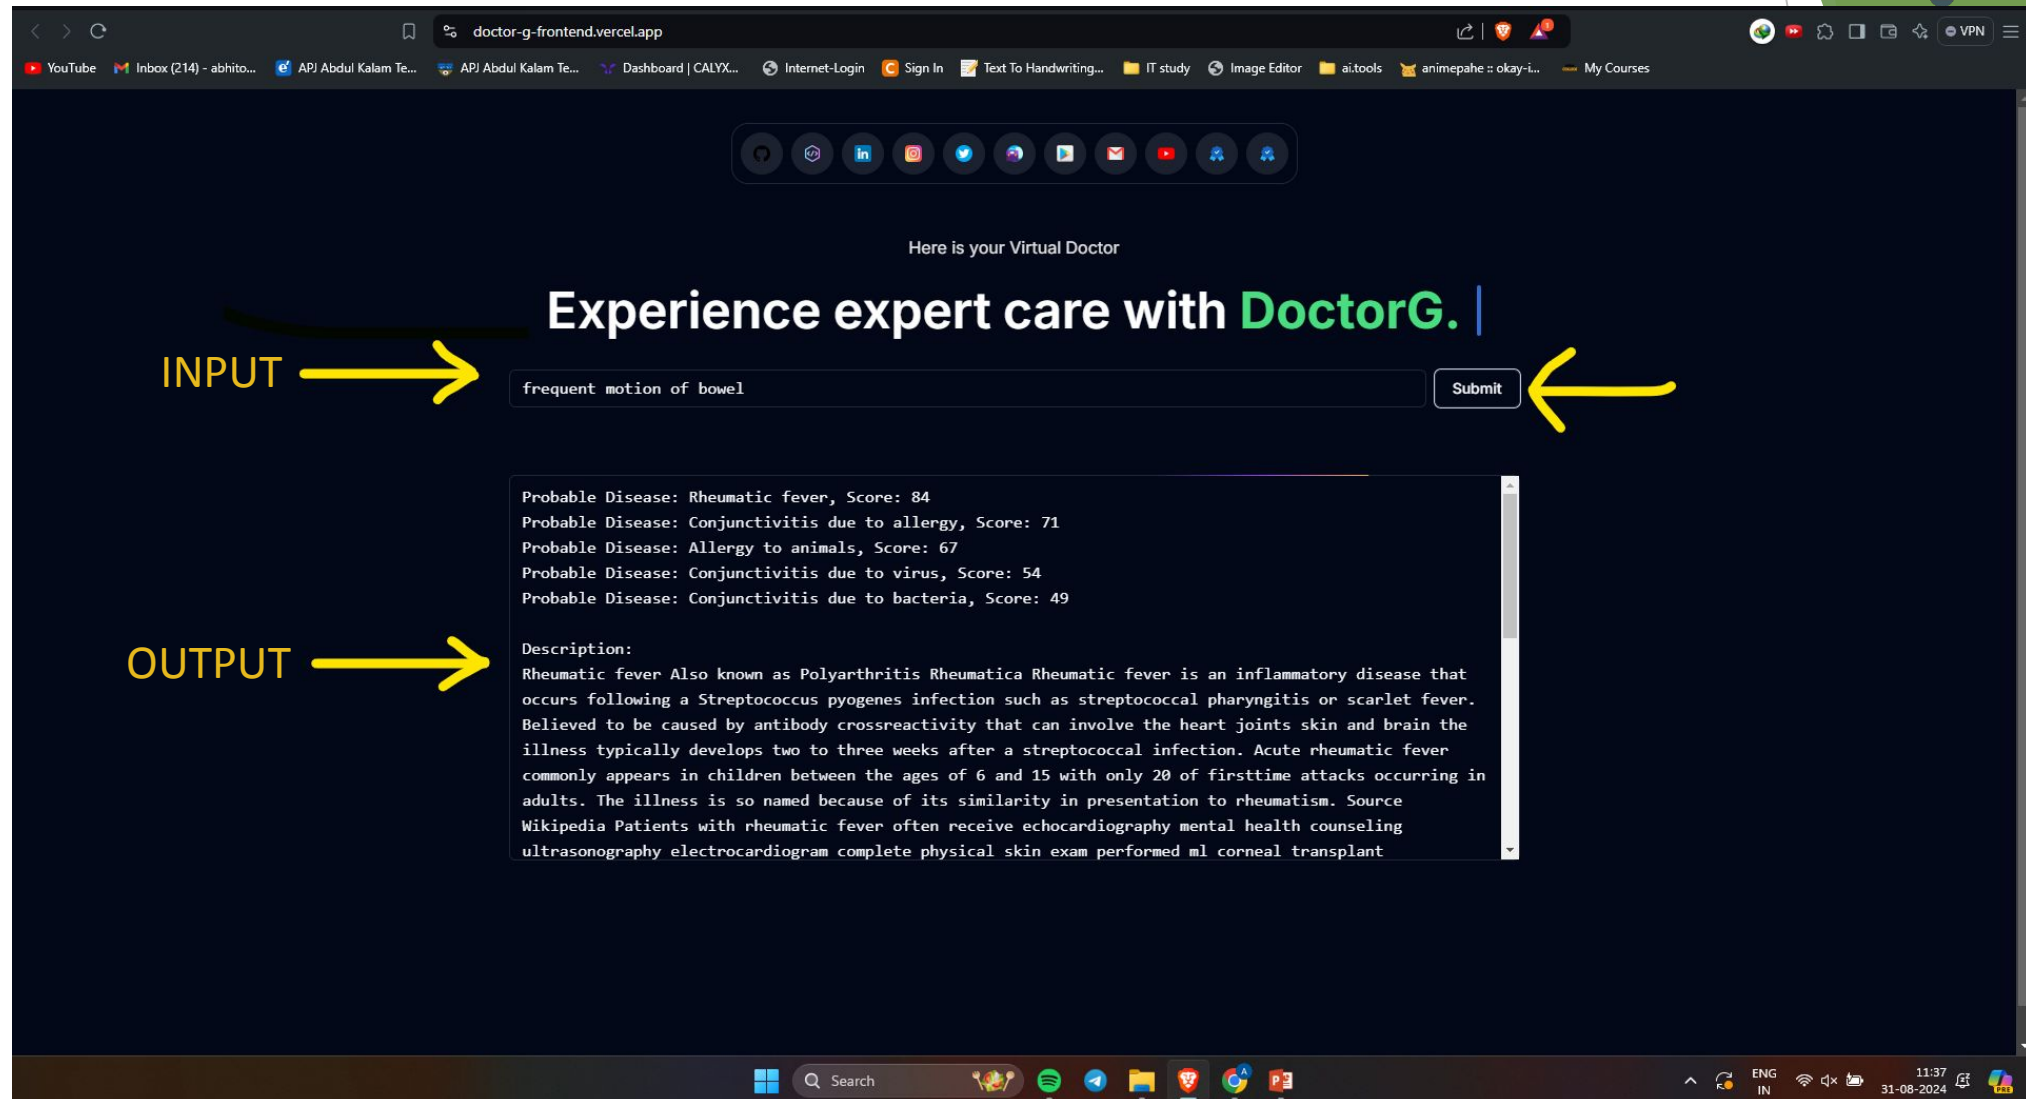 doctor-g-frontend.vercel.app
VPN
YouTube
Inbox (214) - abhito...
APJ Abdul Kalam Te...
APJ Abdul Kalam Te...
Dashboard | CALYX...
Internet-Login
Sign In
Text To Handwriting...
IT study
Image Editor
ai.tools
animepahe :: okay-i...
My Courses
Here is your Virtual Doctor
Experience expert care with DoctorG.
INPUT
frequent motion of bowel
Submit
Probable Disease: Rheumatic fever, Score: 84
Probable Disease: Conjunctivitis due to allergy, Score: 71
Probable Disease: Allergy to animals, Score: 67
Probable Disease: Conjunctivitis due to virus, Score: 54
Probable Disease: Conjunctivitis due to bacteria, Score: 49
OUTPUT
Description:
Rheumatic fever Also known as Polyarthritis Rheumatica Rheumatic fever is an inflammatory disease that
occurs following a Streptococcus pyogenes infection such as streptococcal pharyngitis or scarlet fever.
Believed to be caused by antibody crossreactivity that can involve the heart joints skin and brain the
illness typically develops two to three weeks after a streptococcal infection. Acute rheumatic fever
commonly appears in children between the ages of 6 and 15 with only 20 of firsttime attacks occurring in
adults. The illness is so named because of its similarity in presentation to rheumatism. Source
Wikipedia Patients with rheumatic fever often receive echocardiography mental health counseling
ultrasonography electrocardiogram complete physical skin exam performed ml corneal transplant
Search
ENG
IN
11:37
31-08-2024